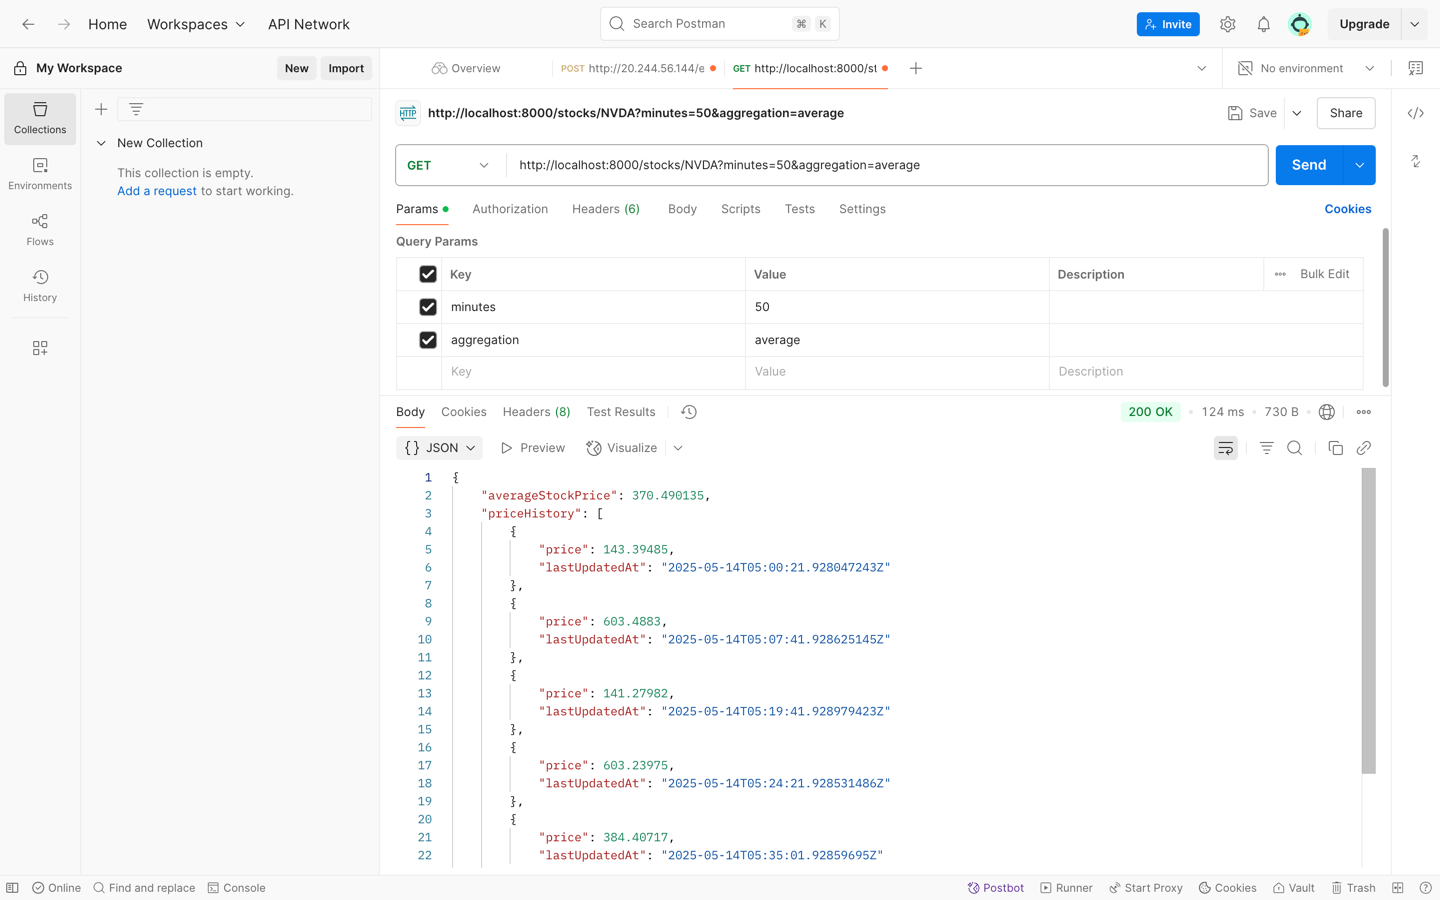 Home Workspaces API Network Search Postman ⌘ K Invite Upgrade
My Workspace New Import Overview POST http://20.244.56.144/e GET http://localhost:8000/st No environment
Collections
Environments
Flows
History
New Collection
This collection is empty.
Add a request to start working.
HTTP http://localhost:8000/stocks/NVDA?minutes=50&aggregation=average Save Share
GET http://localhost:8000/stocks/NVDA?minutes=50&aggregation=average Send
Params Authorization Headers (6) Body Scripts Tests Settings Cookies
Query Params
Key Value Description Bulk Edit
minutes 50
aggregation average
Key Value Description
Body Cookies Headers (8) Test Results 200 OK 124 ms 730 B
{} JSON Preview Visualize
1 {
2 "averageStockPrice": 370.490135,
3 "priceHistory": [
4 {
5 "price": 143.39485,
6 "lastUpdatedAt": "2025-05-14T05:00:21.928047243Z"
7 },
8 {
9 "price": 603.4883,
10 "lastUpdatedAt": "2025-05-14T05:07:41.928625145Z"
11 },
12 {
13 "price": 141.27982,
14 "lastUpdatedAt": "2025-05-14T05:19:41.928979423Z"
15 },
16 {
17 "price": 603.23975,
18 "lastUpdatedAt": "2025-05-14T05:24:21.928531486Z"
19 },
20 {
21 "price": 384.40717,
22 "lastUpdatedAt": "2025-05-14T05:35:01.92859695Z"
Online Find and replace Console Postbot Runner Start Proxy Cookies Vault Trash